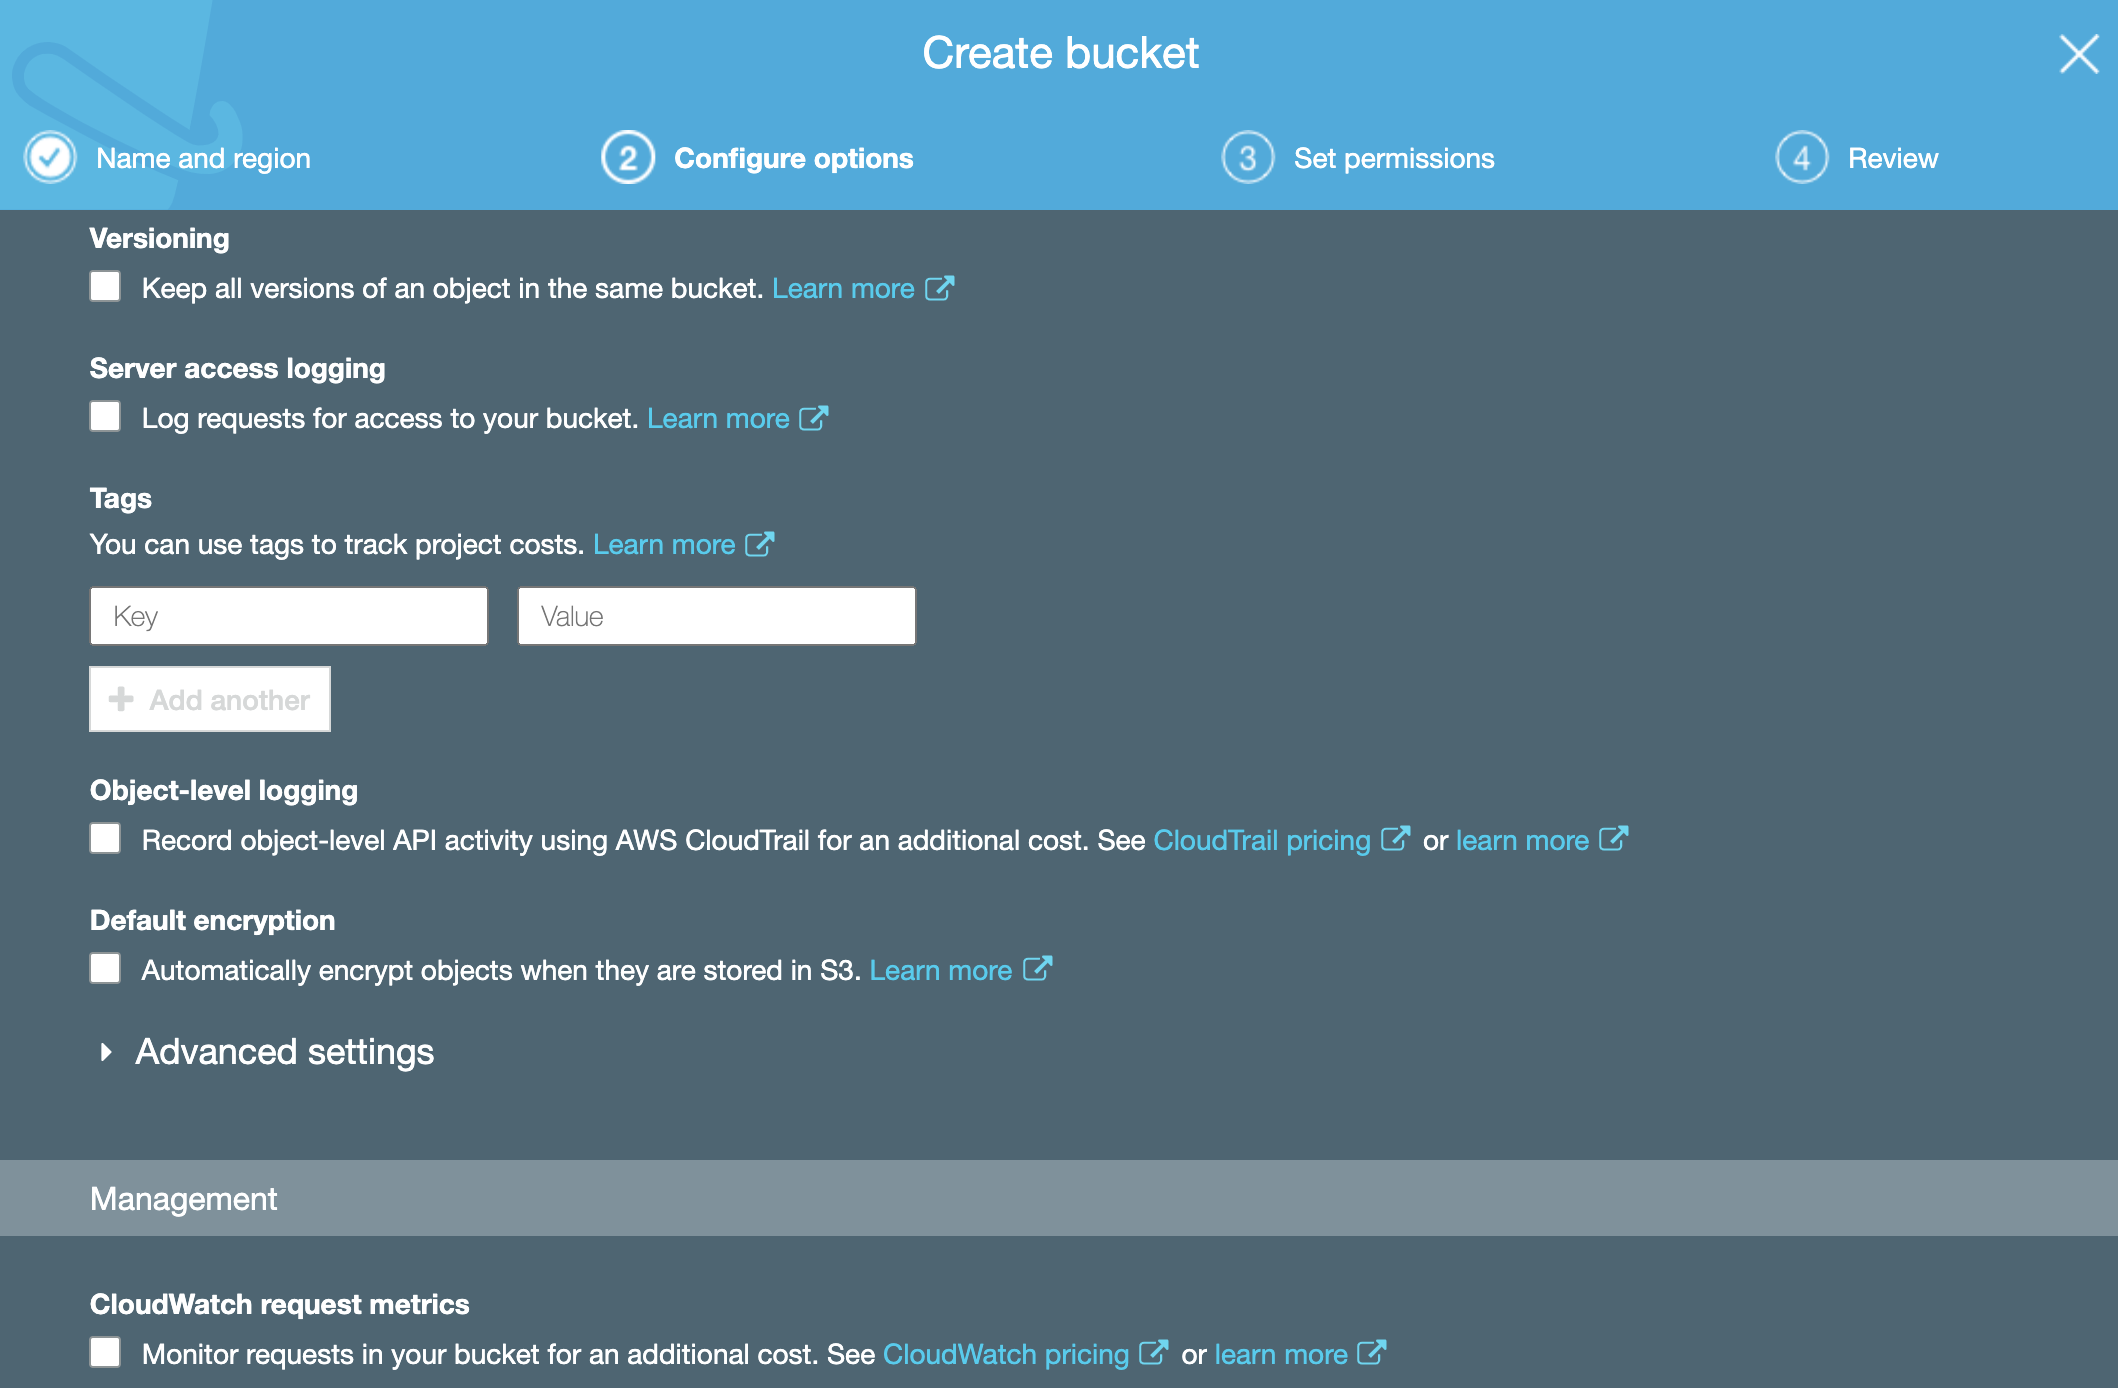 Create bucket
Name and region
2 Configure options
3 Set permissions
4 Review
Versioning
Keep all versions of an object in the same bucket. Learn more
Server access logging
Log requests for access to your bucket. Learn more
Tags
You can use tags to track project costs. Learn more
Key Value
Add another
Object-level logging
Record object-level API activity using AWS CloudTrail for an additional cost. See CloudTrail pricing or learn more
Default encryption
Automatically encrypt objects when they are stored in S3. Learn more
Advanced settings
Management
CloudWatch request metrics
Monitor requests in your bucket for an additional cost. See CloudWatch pricing or learn more